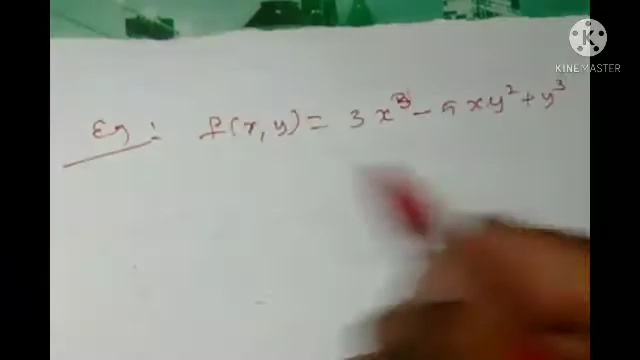 KINEMASTER
Eg: f(x,y) = 3x³ - 5xy² + y³